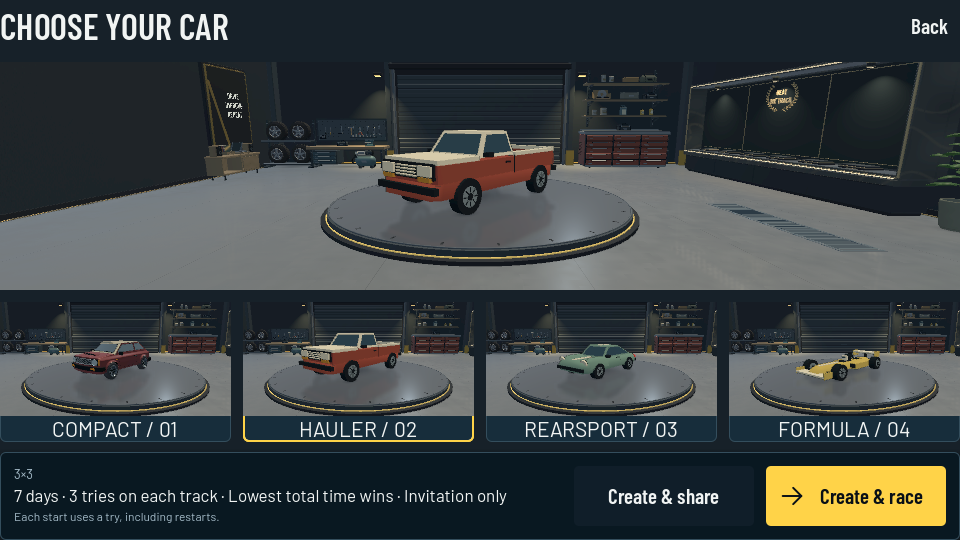 CHOOSE YOUR CAR
Back
COMPACT / 01
HAULER / 02
REARSPORT / 03
FORMULA / 04
3×3
7 days · 3 tries on each track · Lowest total time wins · Invitation only
Each start uses a try, including restarts.
Create & share
Create & race